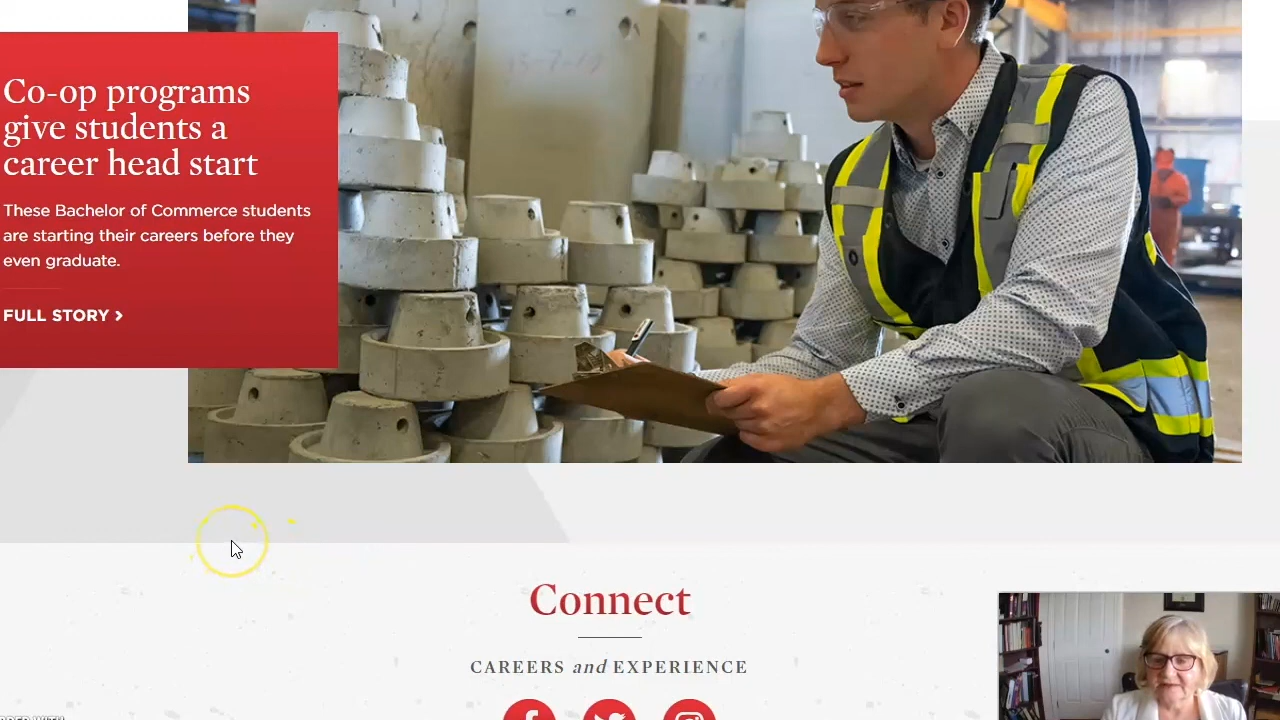 Co-op programs
give students a
career head start
These Bachelor of Commerce students
are starting their careers before they
even graduate.
FULL STORY >
Connect
CAREERS and EXPERIENCE